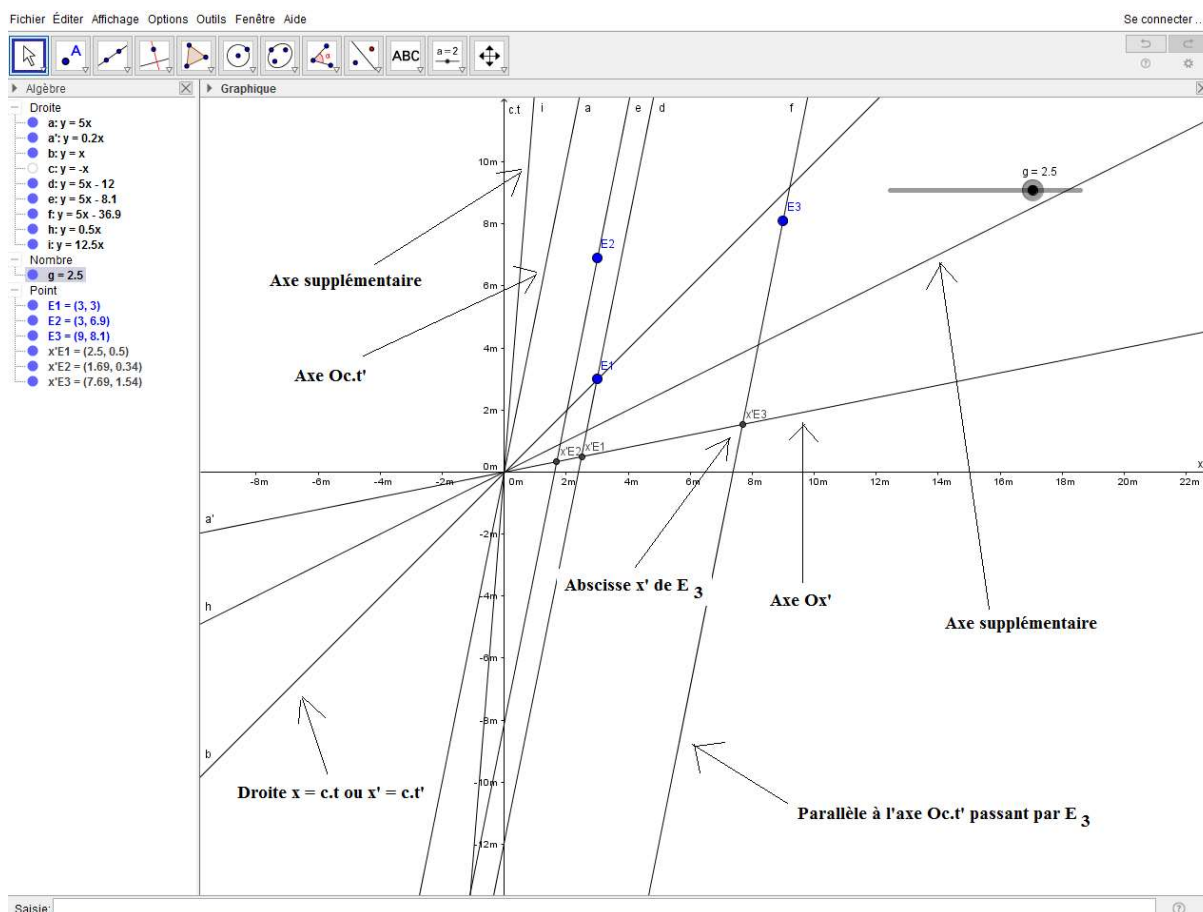 Fichier Éditer Affichage Options Outils Fenêtre Aide
Se connecter ...
A
α
ABC
a=2
Algèbre
Graphique
Droite
a: y = 5x
a': y = 0.2x
b: y = x
c: y = -x
d: y = 5x - 12
e: y = 5x - 8.1
f: y = 5x - 36.9
h: y = 0.5x
i: y = 12.5x
Nombre
g = 2.5
Point
E1 = (3, 3)
E2 = (3, 6.9)
E3 = (9, 8.1)
x'E1 = (2.5, 0.5)
x'E2 = (1.69, 0.34)
x'E3 = (7.69, 1.54)
c.t i a e d f
10m
g = 2.5
8m
E3
E2
Axe supplémentaire
6m
4m
Axe Oc.t'
E1
2m
x'E3
x'E2 x'E1
0m
x
-8m -6m -4m -2m 0m 2m 4m 6m 8m 10m 12m 14m 16m 18m 20m 22m
a'
-2m
Abscisse x' de E 3
Axe Ox'
-4m
h
Axe supplémentaire
-6m
-8m
b
Droite x = c.t ou x' = c.t'
-10m
Parallèle à l'axe Oc.t' passant par E 3
-12m
Saisie: